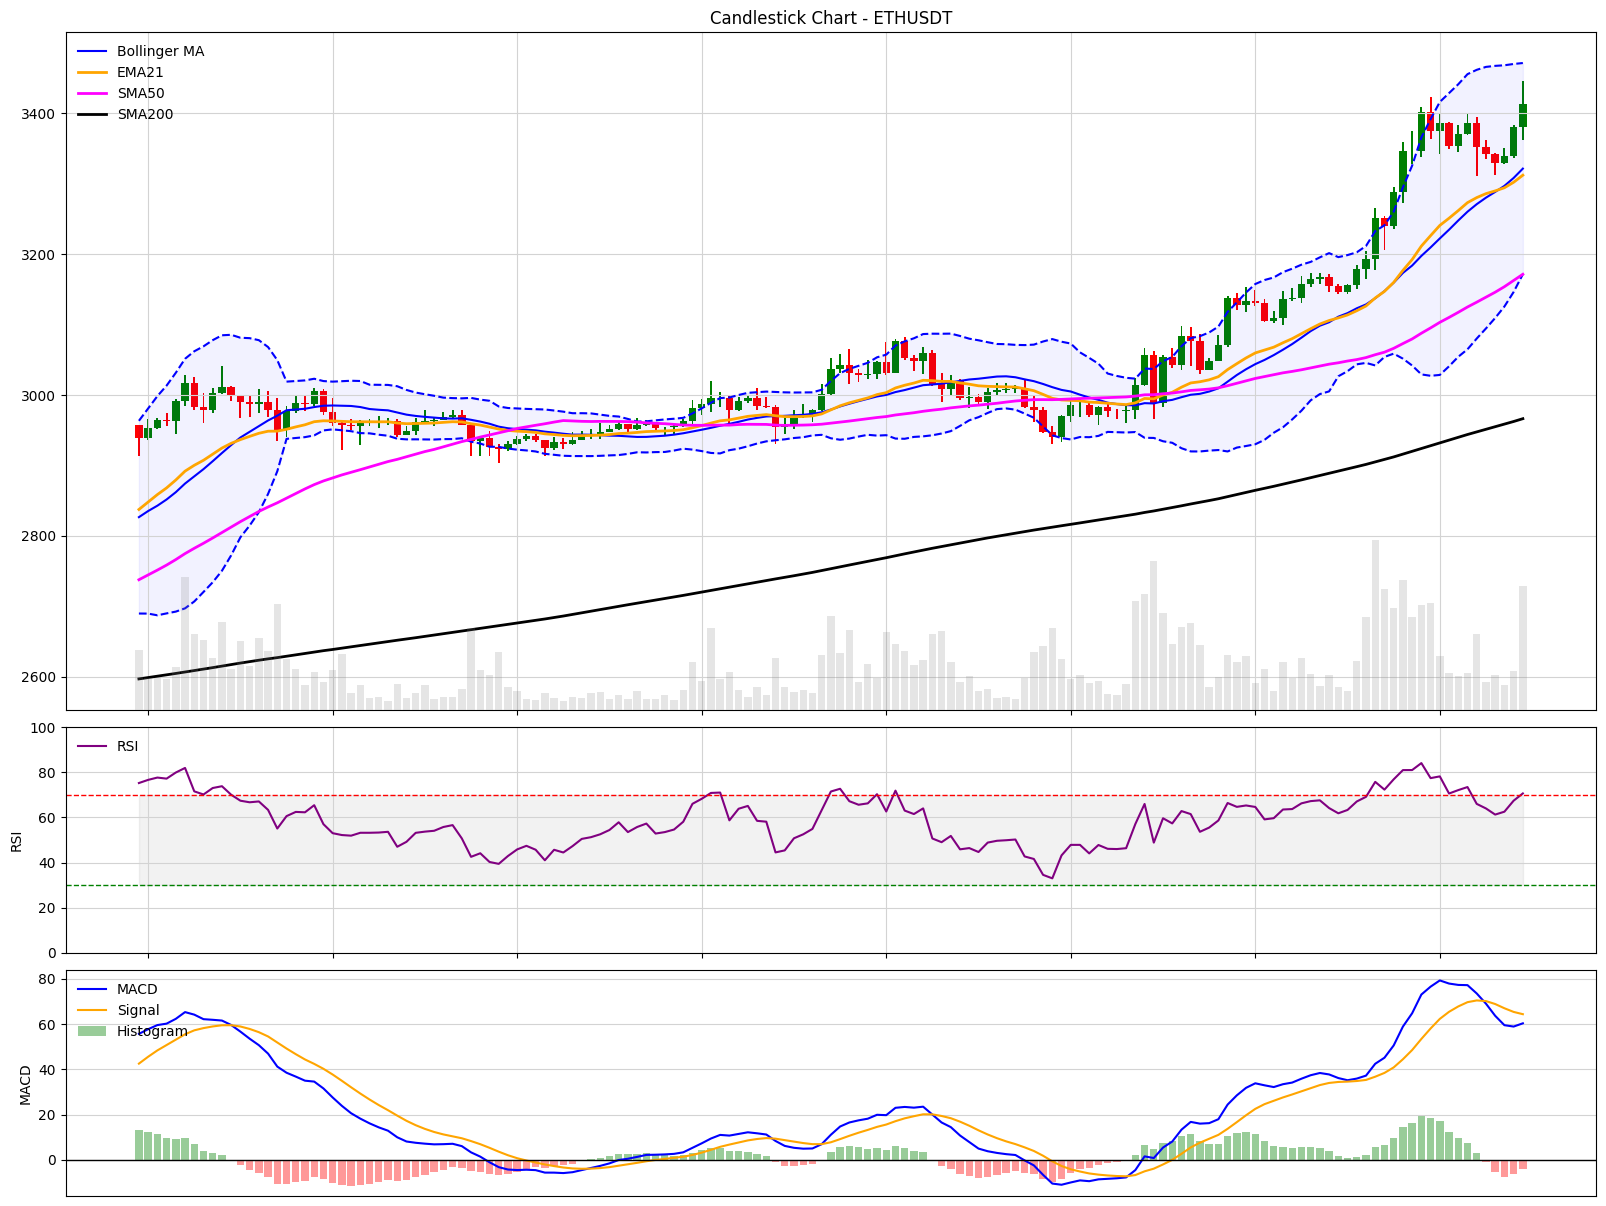 Candlestick Chart - ETHUSDT
Bollinger MA
EMA21
SMA50
SMA200
3400
3200
3000
2800
2600
RSI
100
80
60
40
20
0
RSI
MACD
Signal
Histogram
80
60
40
20
0
MACD